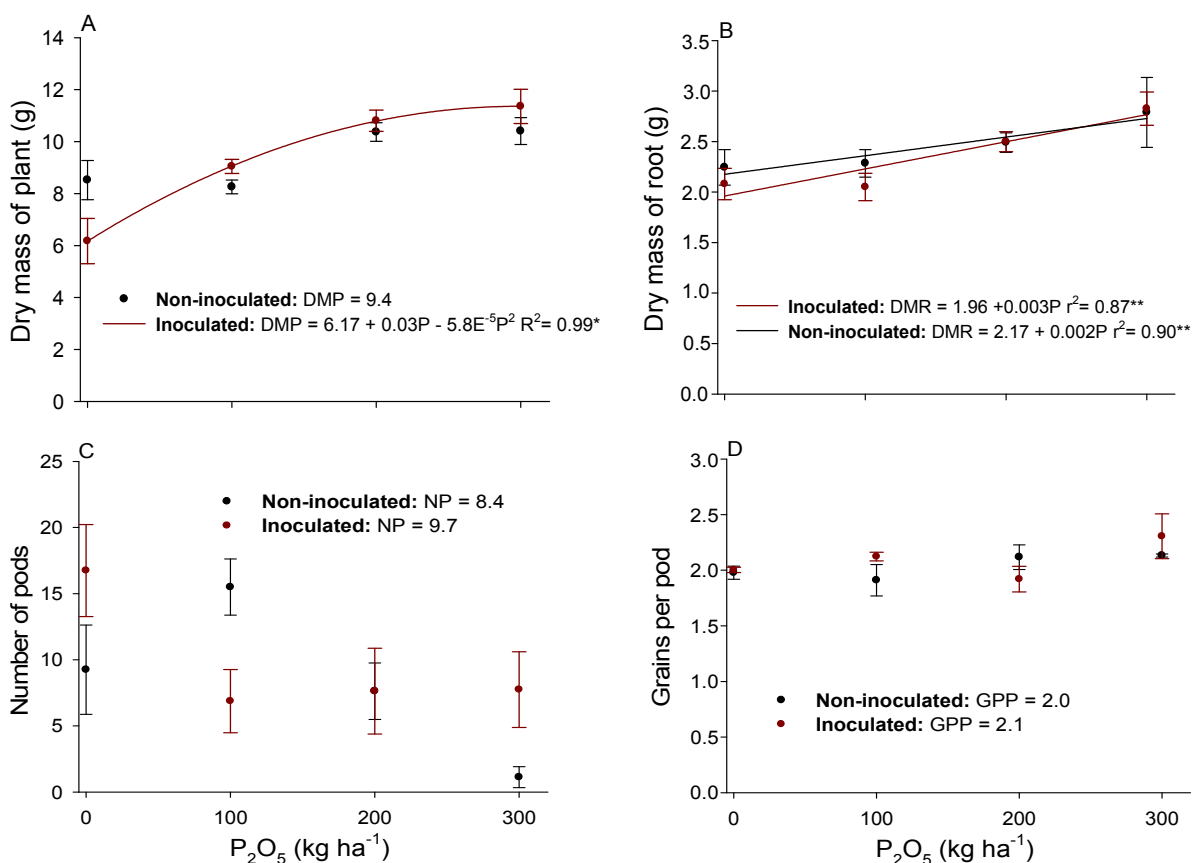 A
14
12
10
8
6
4
2
0
Dry mass of plant (g)
Non-inoculated: DMP = 9.4
Inoculated: DMP = 6.17 + 0.03P - 5.8E⁻⁵P² R²= 0.99*
B
3.5
3.0
2.5
2.0
1.5
1.0
0.5
0.0
Dry mass of root (g)
Inoculated: DMR = 1.96 +0.003P r²= 0.87**
Non-inoculated: DMR = 2.17 + 0.002P r²= 0.90**
C
25
20
15
10
5
0
Number of pods
Non-inoculated: NP = 8.4
Inoculated: NP = 9.7
0 100 200 300
P₂O₅ (kg ha⁻¹)
D
3.0
2.5
2.0
1.5
1.0
0.5
0.0
Grains per pod
Non-inoculated: GPP = 2.0
Inoculated: GPP = 2.1
0 100 200 300
P₂O₅ (kg ha⁻¹)